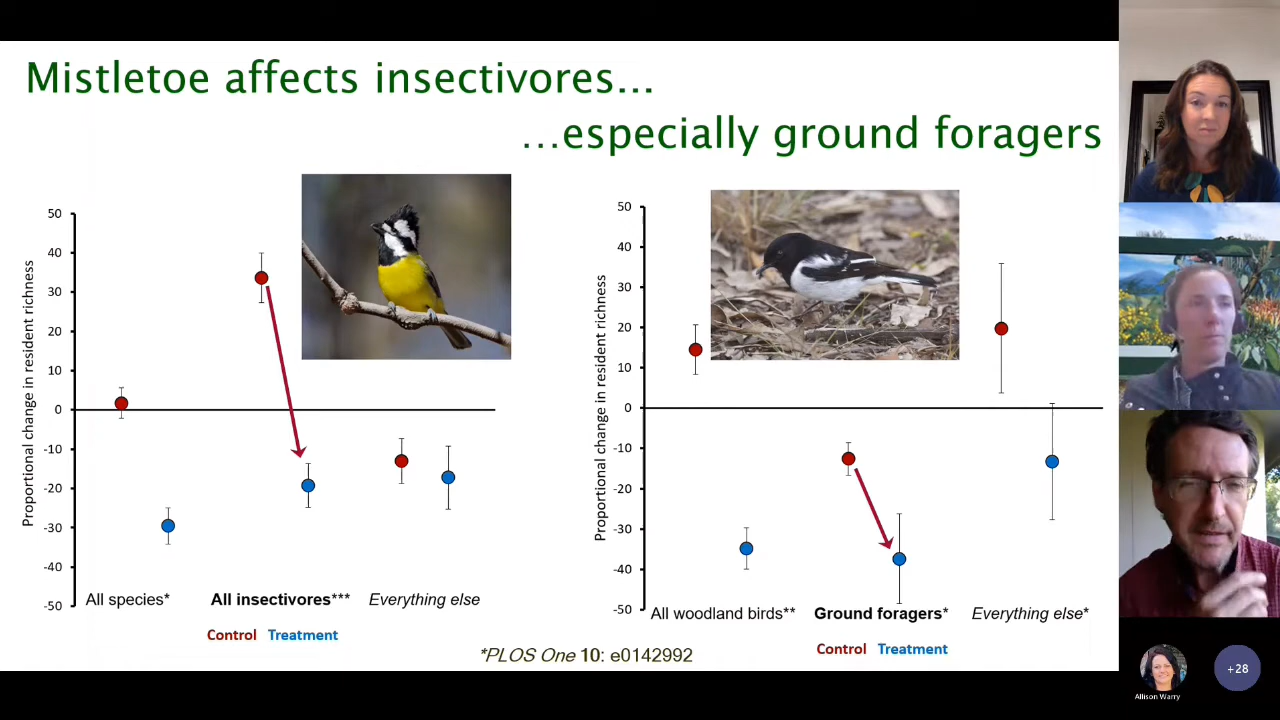 Mistletoe affects insectivores...
...especially ground foragers
Proportional change in resident richness
50
40
30
20
10
0
-10
-20
-30
-40
-50
All species* All insectivores*** Everything else
Control Treatment
Proportional change in resident richness
50
40
30
20
10
0
-10
-20
-30
-40
-50
All woodland birds** Ground foragers* Everything else*
Control Treatment
*PLOS One 10: e0142992
Allison Warry
+28